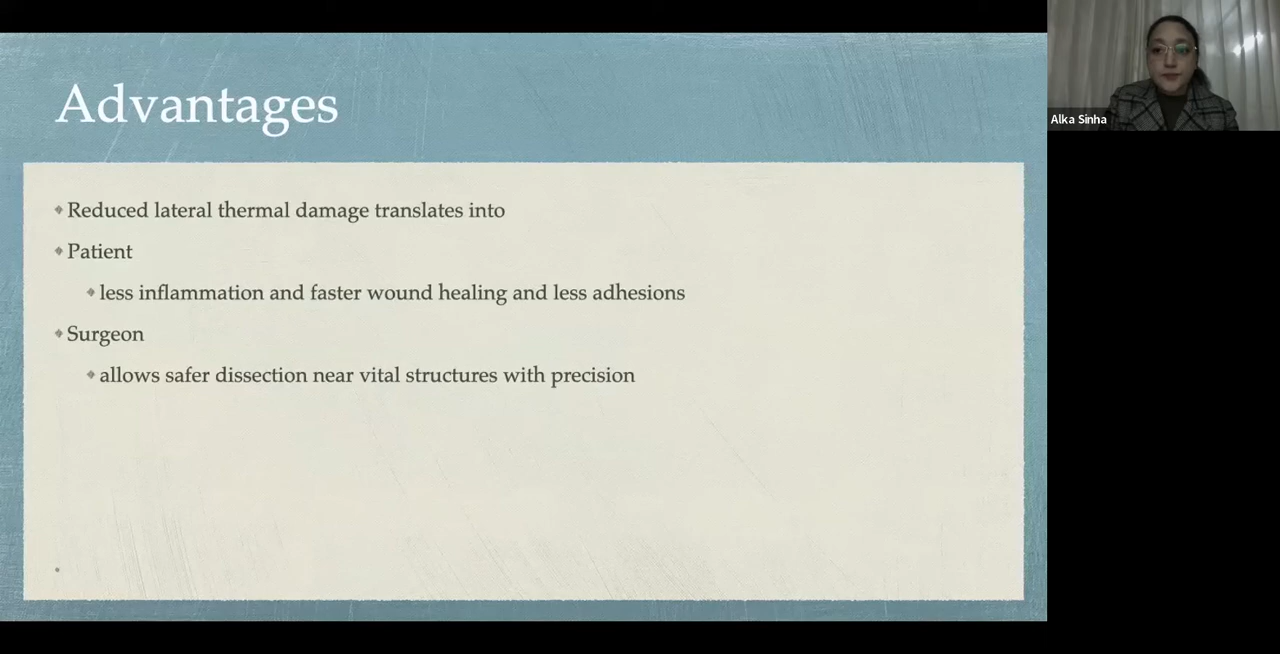 Advantages
Reduced lateral thermal damage translates into
Patient
less inflammation and faster wound healing and less adhesions
Surgeon
allows safer dissection near vital structures with precision
Alka Sinha